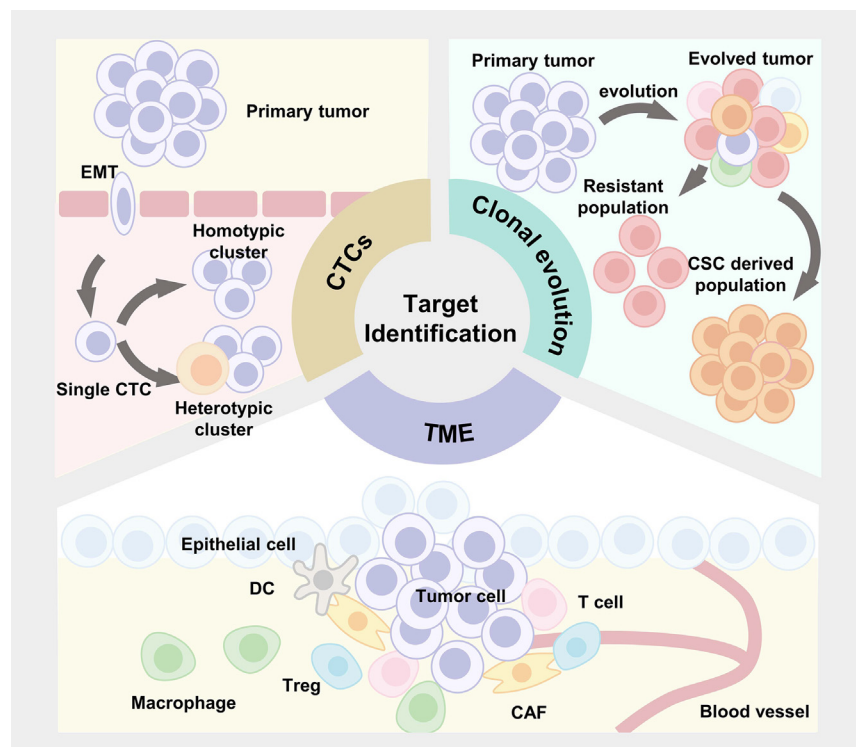 Primary tumor
EMT
Homotypic
cluster
Single CTC
Heterotypic
cluster
CTCs
Primary tumor
evolution
Evolved tumor
Resistant
population
CSC derived
population
Clonal evolution
Target
Identification
TME
Epithelial cell
DC
Tumor cell
T cell
Treg
Macrophage
CAF
Blood vessel